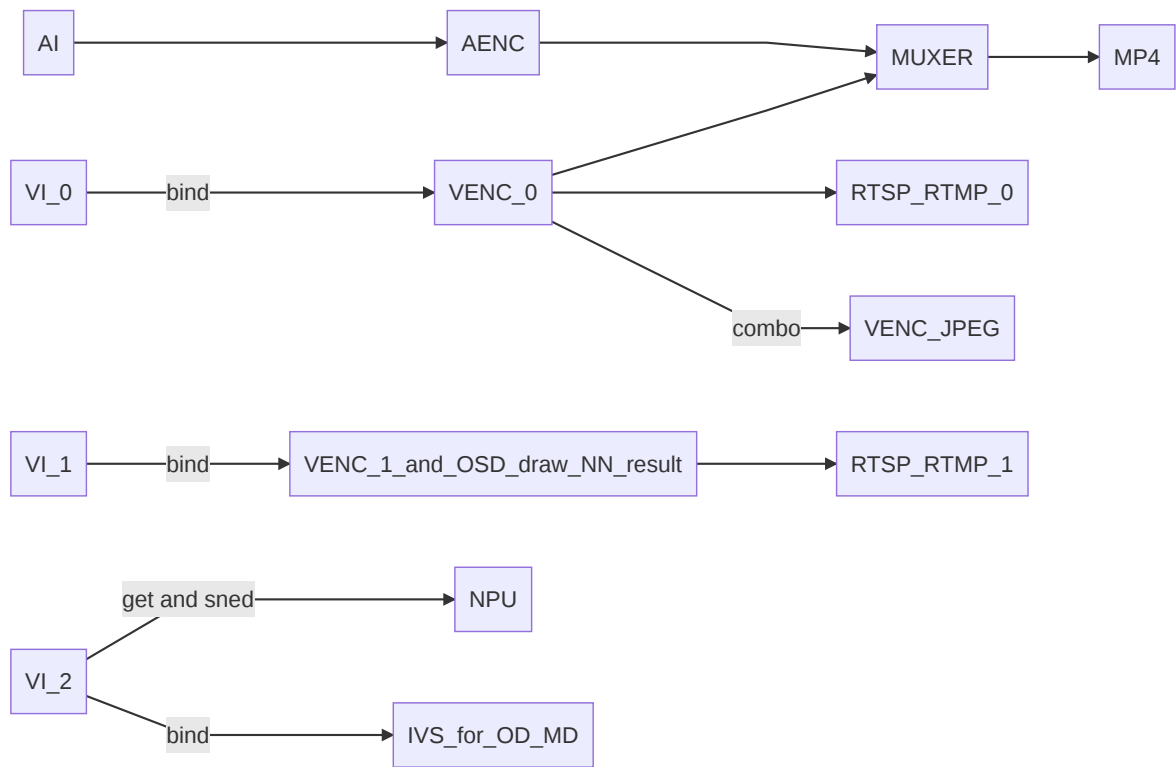 AI
AENC
MUXER
MP4
VI_0
bind
VENC_0
RTSP_RTMP_0
combo
VENC_JPEG
VI_1
bind
VENC_1_and_OSD_draw_NN_result
RTSP_RTMP_1
get and sned
NPU
VI_2
bind
IVS_for_OD_MD